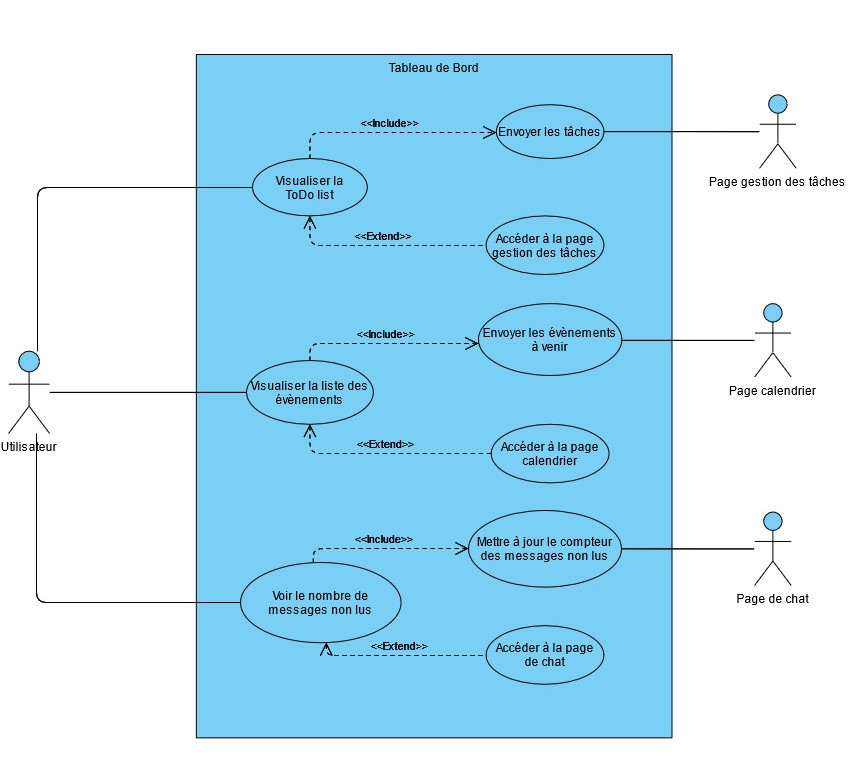 Tableau de Bord
<<Include>>
Envoyer les tâches
Page gestion des tâches
Visualiser la
ToDo list
<<Extend>>
Accéder à la page
gestion des tâches
<<Include>>
Envoyer les évènements
à venir
Page calendrier
Utilisateur
Visualiser la liste des
évènements
<<Extend>>
Accéder à la page
calendrier
<<Include>>
Mettre à jour le compteur
des messages non lus
Page de chat
Voir le nombre de
messages non lus
<<Extend>>
Accéder à la page
de chat